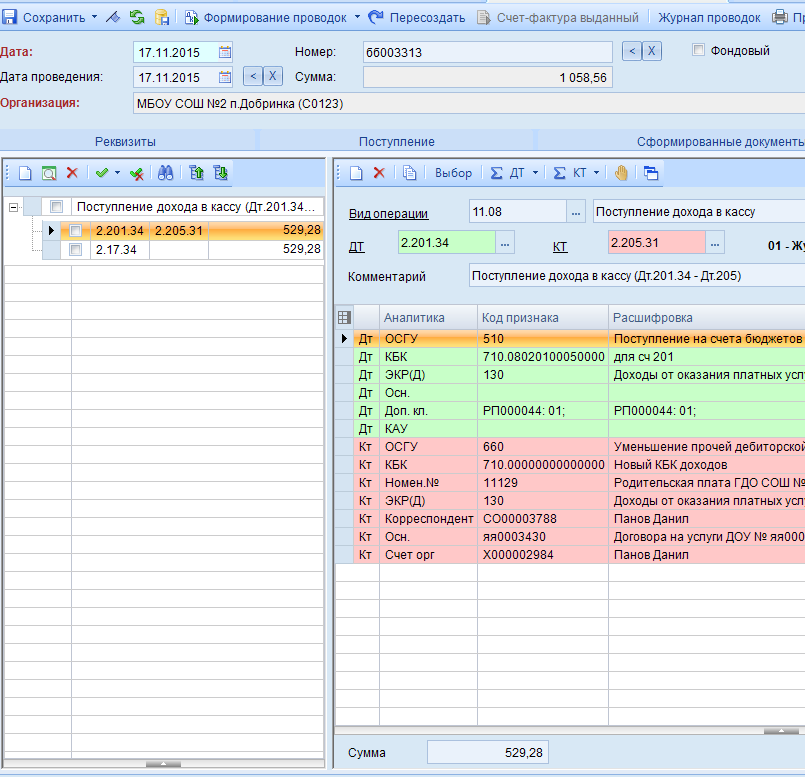 Сохранить Формирование проводок Пересоздать Счет-фактура выданный Журнал проводок
Дата: 17.11.2015 Номер: 66003313 < X Фондовый
Дата проведения: 17.11.2015 < X Сумма: 1 058,56
Организация: МБОУ СОШ №2 п.Добринка (С0123)
Реквизиты Поступление Сформированные документы
Выбор Σ ДТ Σ КТ
Поступление дохода в кассу (Дт.201.34...
2.201.34 2.205.31 529,28
2.17.34 529,28
Вид операции 11.08 ... Поступление дохода в кассу
ДТ 2.201.34 ... КТ 2.205.31 ... 01 - Жу
Комментарий Поступление дохода в кассу (Дт.201.34 - Дт.205)
Аналитика Код признака Расшифровка
Дт ОСГУ 510 Поступление на счета бюджетов
Дт КБК 710.08020100050000 для сч 201
Дт ЭКР(Д) 130 Доходы от оказания платных усл
Дт Осн.
Дт Доп. кл. РП000044: 01; РП000044: 01;
Дт КАУ
Кт ОСГУ 660 Уменьшение прочей дебиторской
Кт КБК 710.00000000000000 Новый КБК доходов
Кт Номен.№ 11129 Родительская плата ГДО СОШ №
Кт ЭКР(Д) 130 Доходы от оказания платных усл
Кт Корреспондент СО00003788 Панов Данил
Кт Осн. яя0003430 Договора на услуги ДОУ № яя000
Кт Счет орг Х000002984 Панов Данил
Сумма 529,28